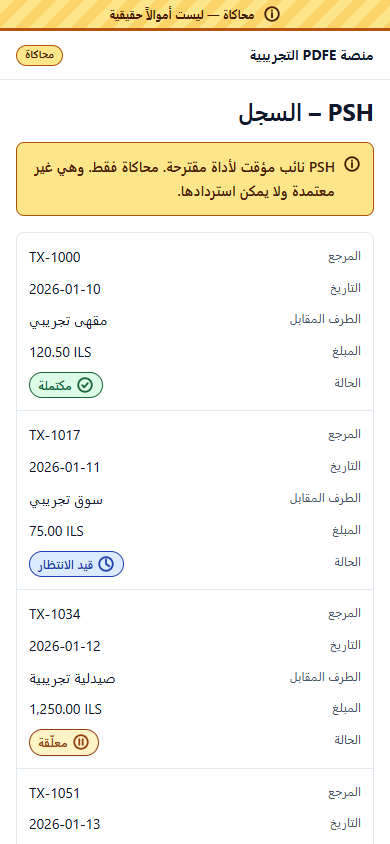 محاكاة — ليست أموالاً حقيقية
منصة PDFE التجريبية
محاكاة
PSH – السجل
PSH نائب مؤقت لأداة مقترحة. محاكاة فقط. وهي غير
معتمدة ولا يمكن استردادها.
المرجع TX-1000
التاريخ 2026-01-10
الطرف المقابل مقهى تجريبي
المبلغ 120.50 ILS
الحالة مكتملة
المرجع TX-1017
التاريخ 2026-01-11
الطرف المقابل سوق تجريبي
المبلغ 75.00 ILS
الحالة قيد الانتظار
المرجع TX-1034
التاريخ 2026-01-12
الطرف المقابل صيدلية تجريبية
المبلغ 1,250.00 ILS
الحالة معلّقة
المرجع TX-1051
التاريخ 2026-01-13